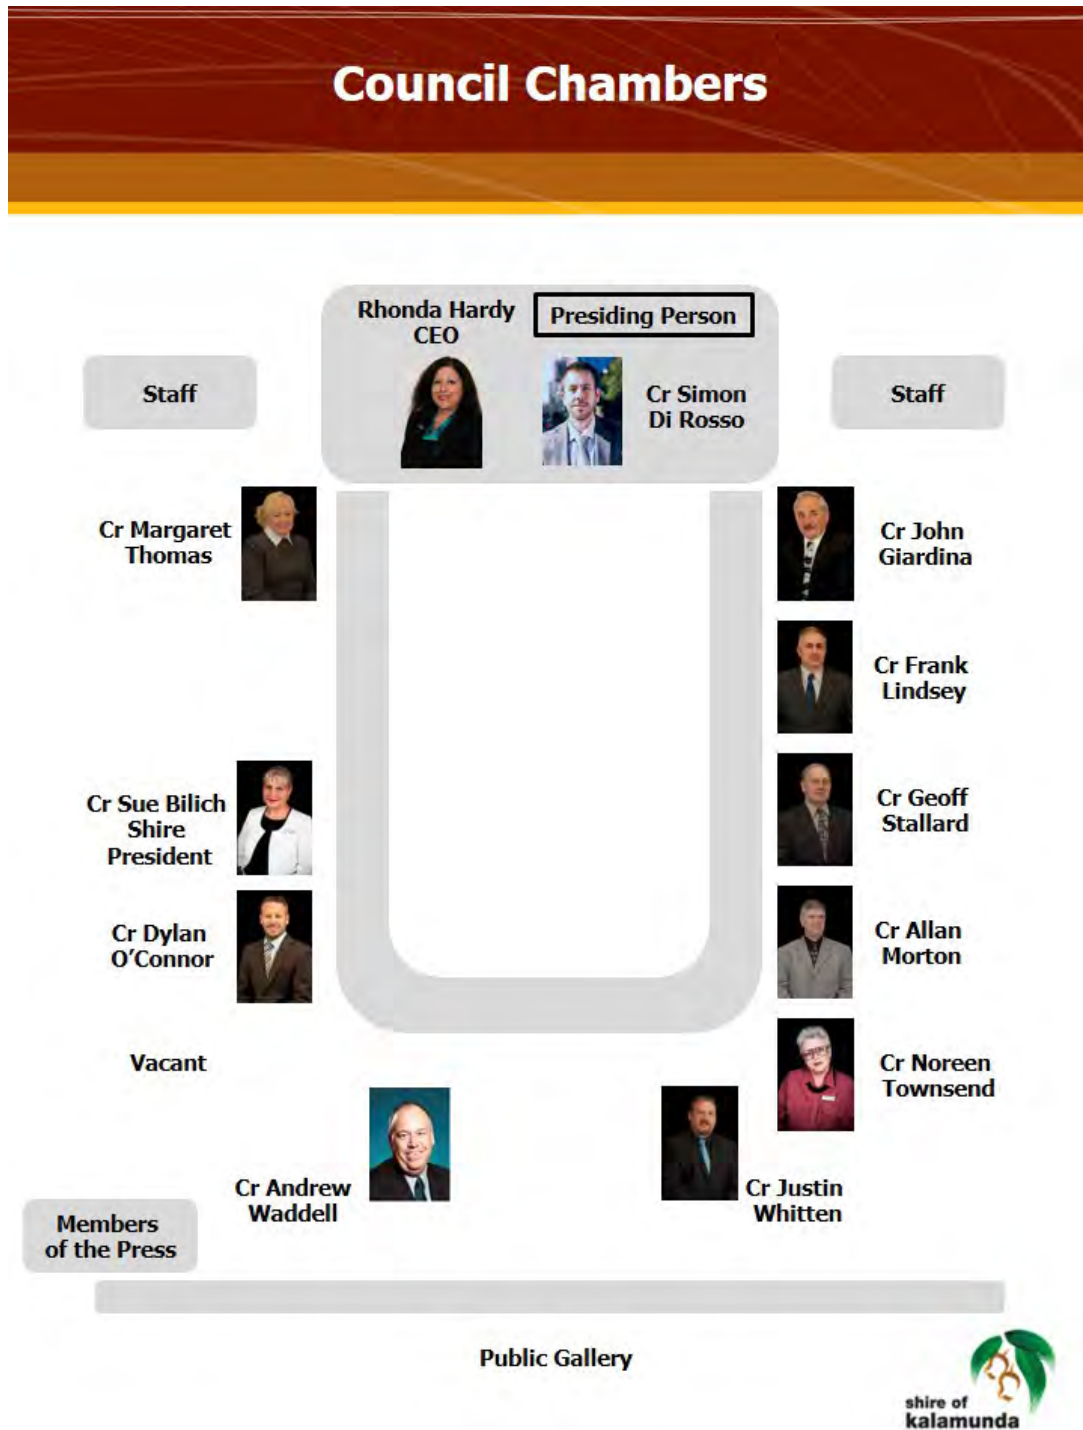 Council Chambers
Rhonda Hardy
CEO
Presiding Person
Staff
Cr Simon
Di Rosso
Staff
Cr Margaret
Thomas
Cr John
Giardina
Cr Frank
Lindsey
Cr Sue Bilich
Shire
President
Cr Geoff
Stallard
Cr Dylan
O'Connor
Cr Allan
Morton
Vacant
Cr Noreen
Townsend
Cr Andrew
Waddell
Cr Justin
Whitten
Members
of the Press
Public Gallery
shire of
kalamunda